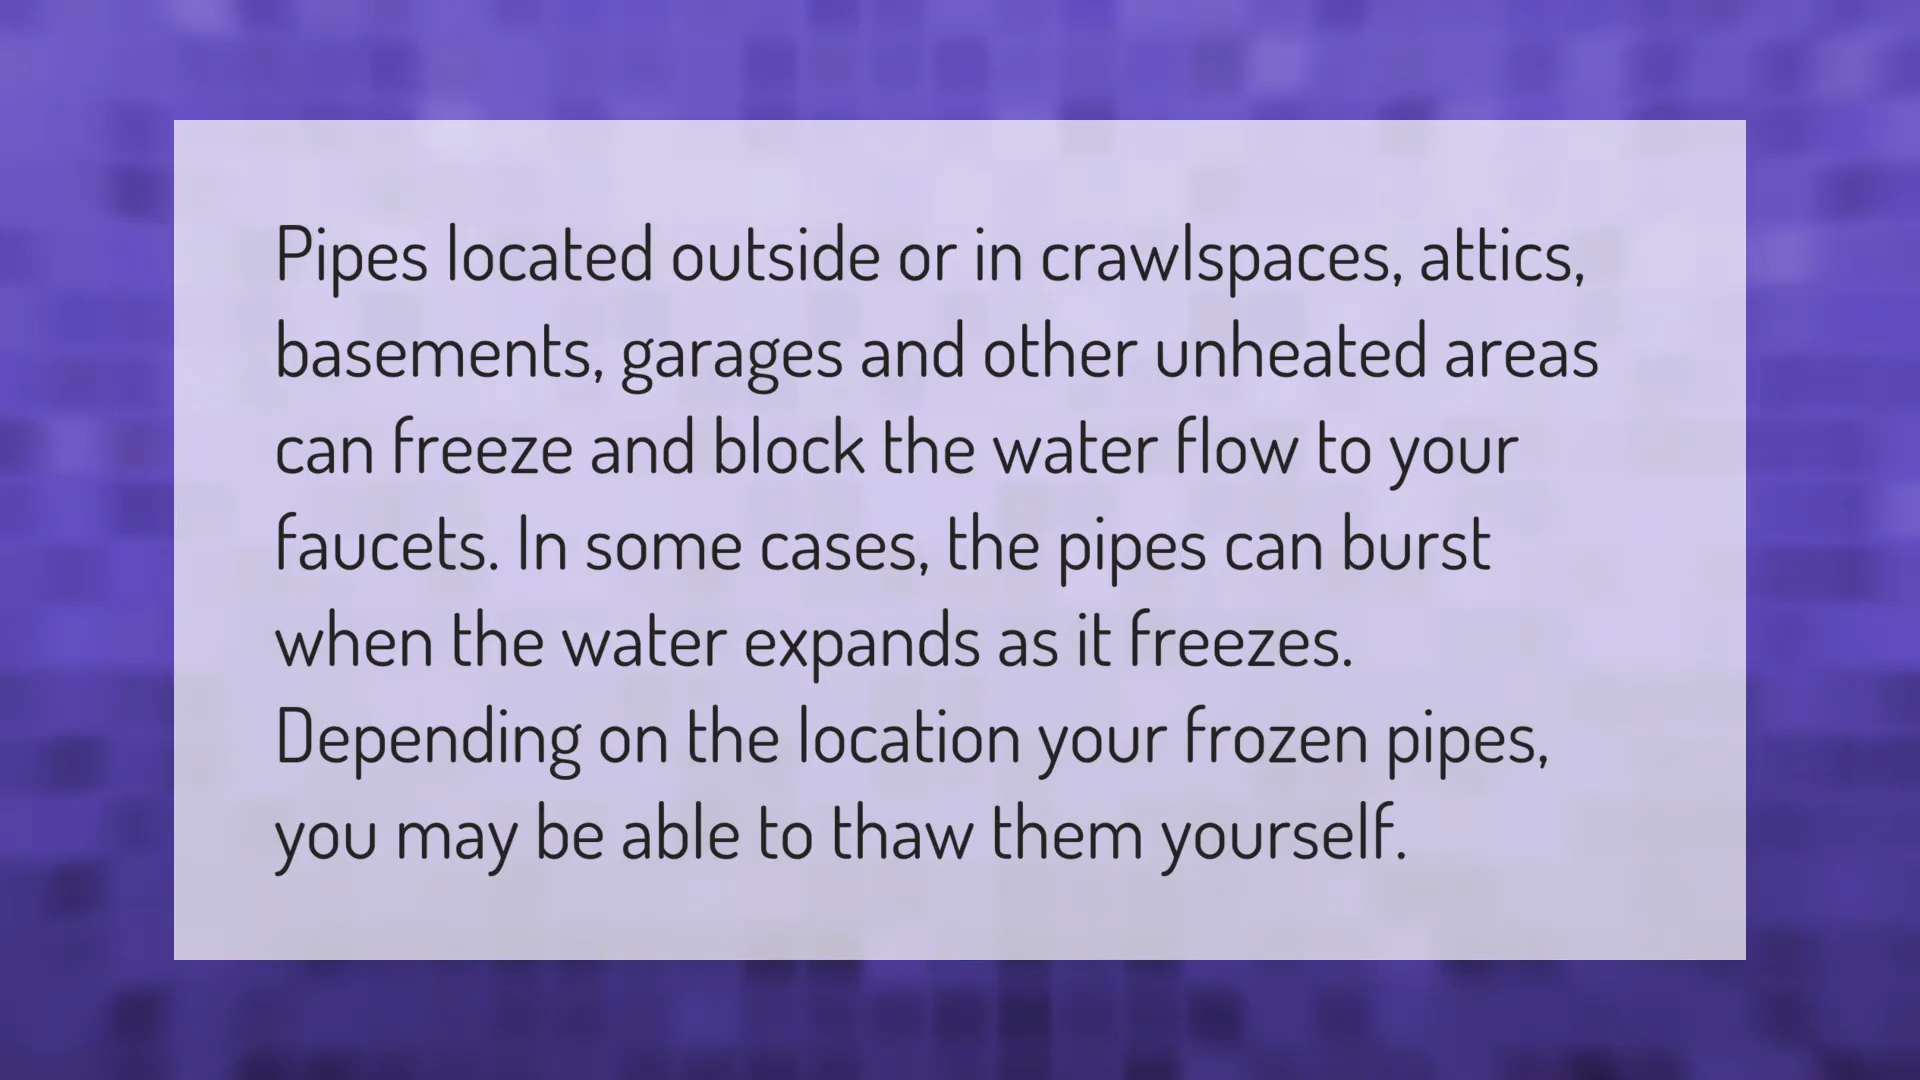 Pipes located outside or in crawlspaces, attics,
basements, garages and other unheated areas
can freeze and block the water flow to your
faucets. In some cases, the pipes can burst
when the water expands as it freezes.
Depending on the location your frozen pipes,
you may be able to thaw them yourself.